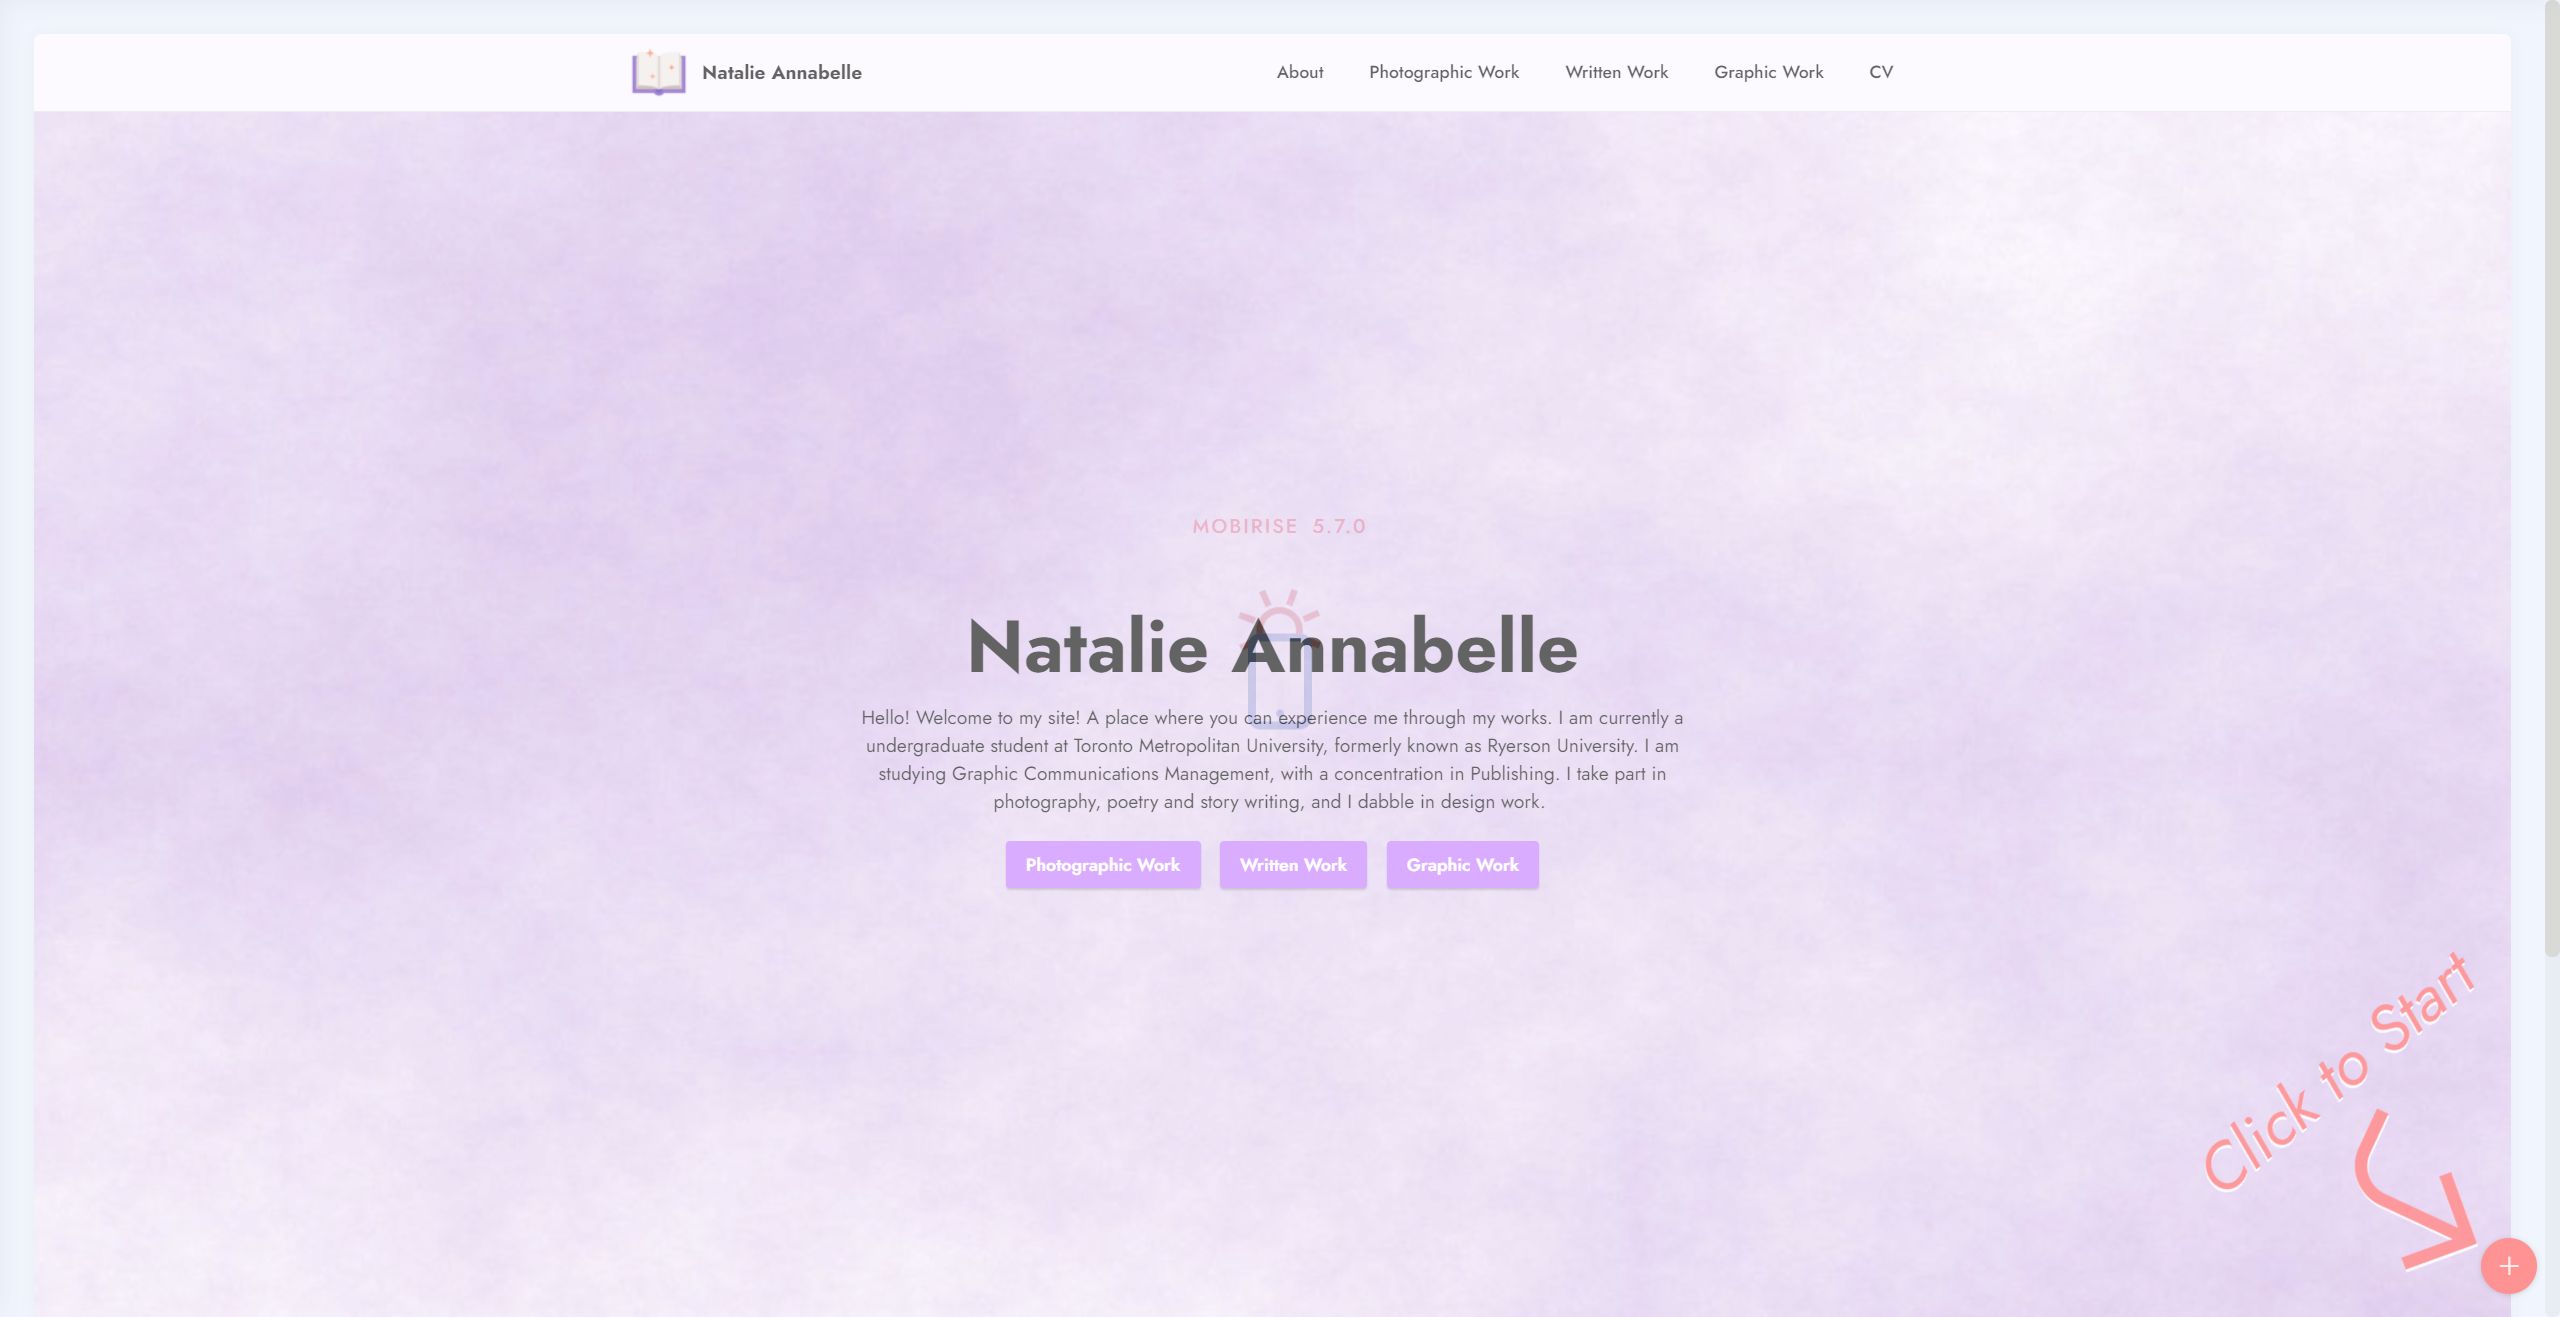 Natalie Annabelle
About Photographic Work Written Work Graphic Work CV
MOBIRISE 5.7.0
Natalie Annabelle
Hello! Welcome to my site! A place where you can experience me through my works. I am currently a
undergraduate student at Toronto Metropolitan University, formerly known as Ryerson University. I am
studying Graphic Communications Management, with a concentration in Publishing. I take part in
photography, poetry and story writing, and I dabble in design work.
Photographic Work Written Work Graphic Work
Click to Start